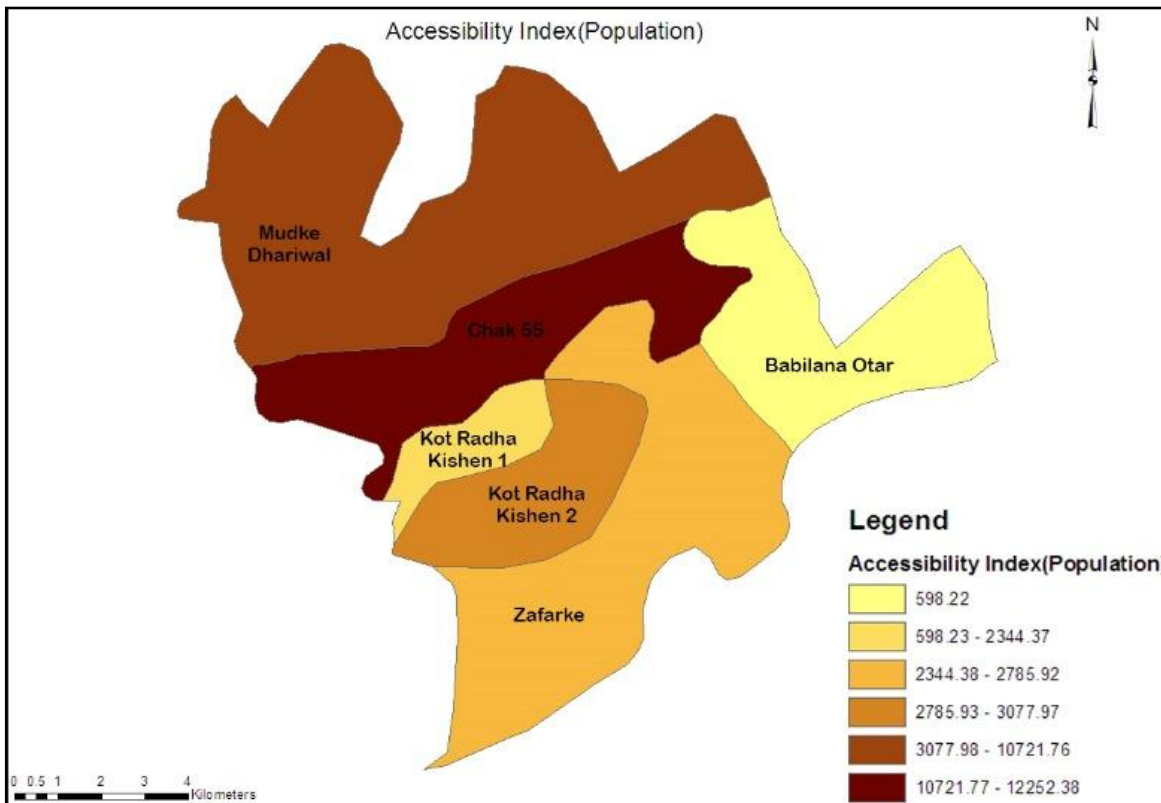 Accessibility Index(Population)
N
Mudke
Dhariwal
Chak 55
Babilana Otar
Kot Radha
Kishen 1
Kot Radha
Kishen 2
Zafarke
Legend
Accessibility Index(Population)
598.22
598.23 - 2344.37
2344.38 - 2785.92
2785.93 - 3077.97
3077.98 - 10721.76
10721.77 - 12252.38
0 0.5 1 2 3 4
Kilometers